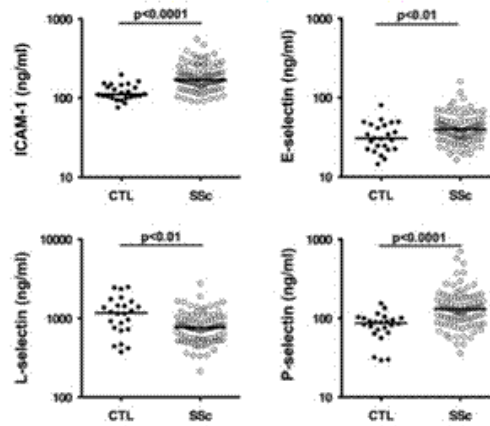 p<0.0001
1000
100
10
ICAM-1 (ng/ml)
CTL
SSc
p<0.01
1000
100
10
E-selectin (ng/ml)
CTL
SSc
p<0.01
10000
1000
100
L-selectin (ng/ml)
CTL
SSc
p<0.0001
1000
100
10
P-selectin (ng/ml)
CTL
SSc